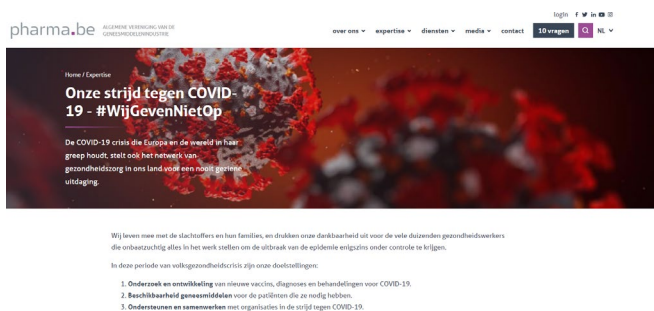 login
pharma.be ALGEMENE VERENIGING VAN DE
GENEESMIDDELENINDUSTRIE
over ons expertise diensten media contact 10 vragen NL
Home / Expertise
Onze strijd tegen COVID-
19 - #WijGevenNietOp
De COVID-19 crisis die Europa en de wereld in haar
greep houdt, stelt ook het netwerk van
gezondheidszorg in ons land voor een nooit geziene
uitdaging.
Wij leven mee met de slachtoffers en hun families, en drukken onze dankbaarheid uit voor de vele duizenden gezondheidswerkers
die onbaatzuchtig alles in het werk stellen om de uitbraak van de epidemie enigszins onder controle te krijgen.
In deze periode van volksgezondheidscrisis zijn onze doelstellingen:
1. Onderzoek en ontwikkeling van nieuwe vaccins, diagnoses en behandelingen voor COVID-19.
2. Beschikbaarheid geneesmiddelen voor de patiënten die ze nodig hebben.
3. Ondersteunen en samenwerken met organisaties in de strijd tegen COVID-19.